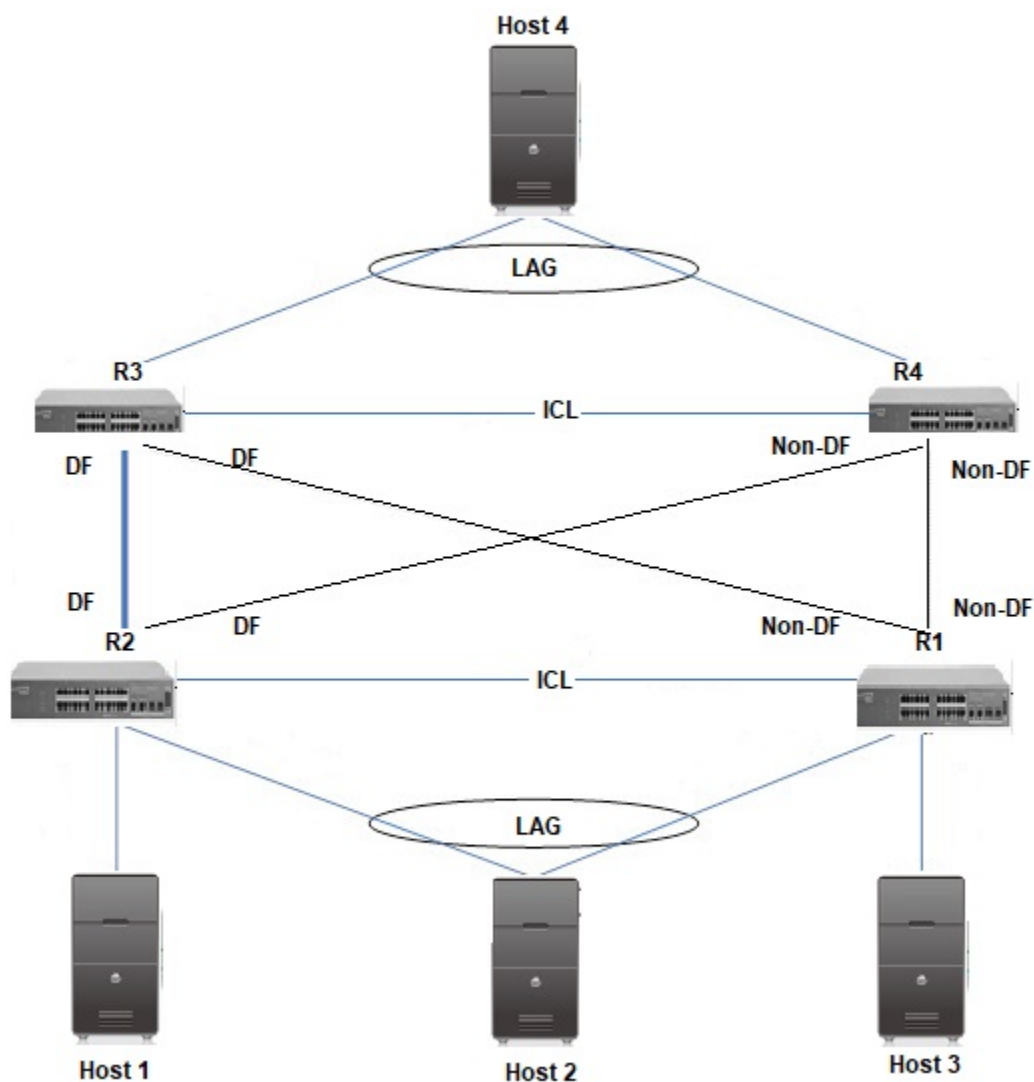 Host 4
LAG
R3
R4
ICL
DF
DF
Non-DF
Non-DF
DF
DF
Non-DF
Non-DF
R2
R1
ICL
LAG
Host 1
Host 2
Host 3